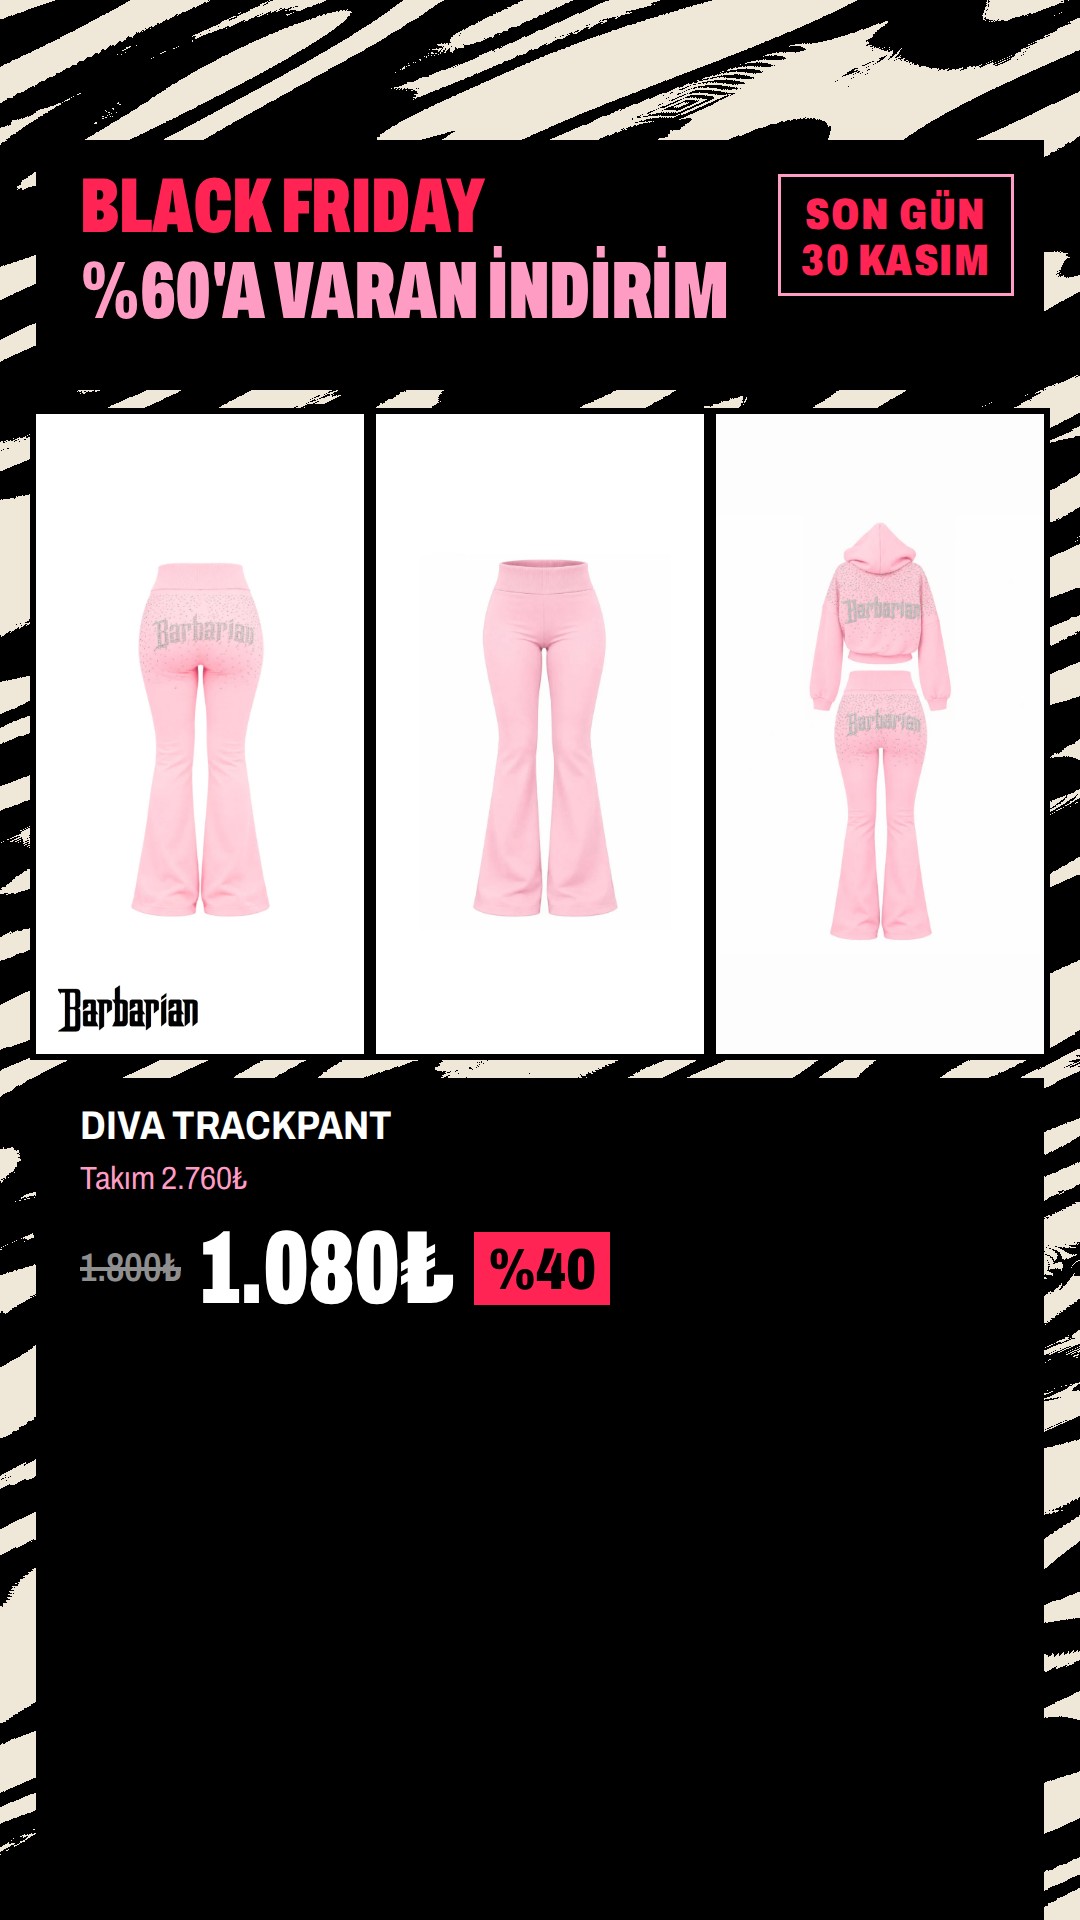 BLACK FRIDAY
%60'A VARAN İNDİRİM
SON GÜN
30 KASIM
Barbarian
Barbarian
Barbarian
Barbarian
DIVA TRACKPANT
Takım 2.760₺
1.800₺ 1.080₺ %40